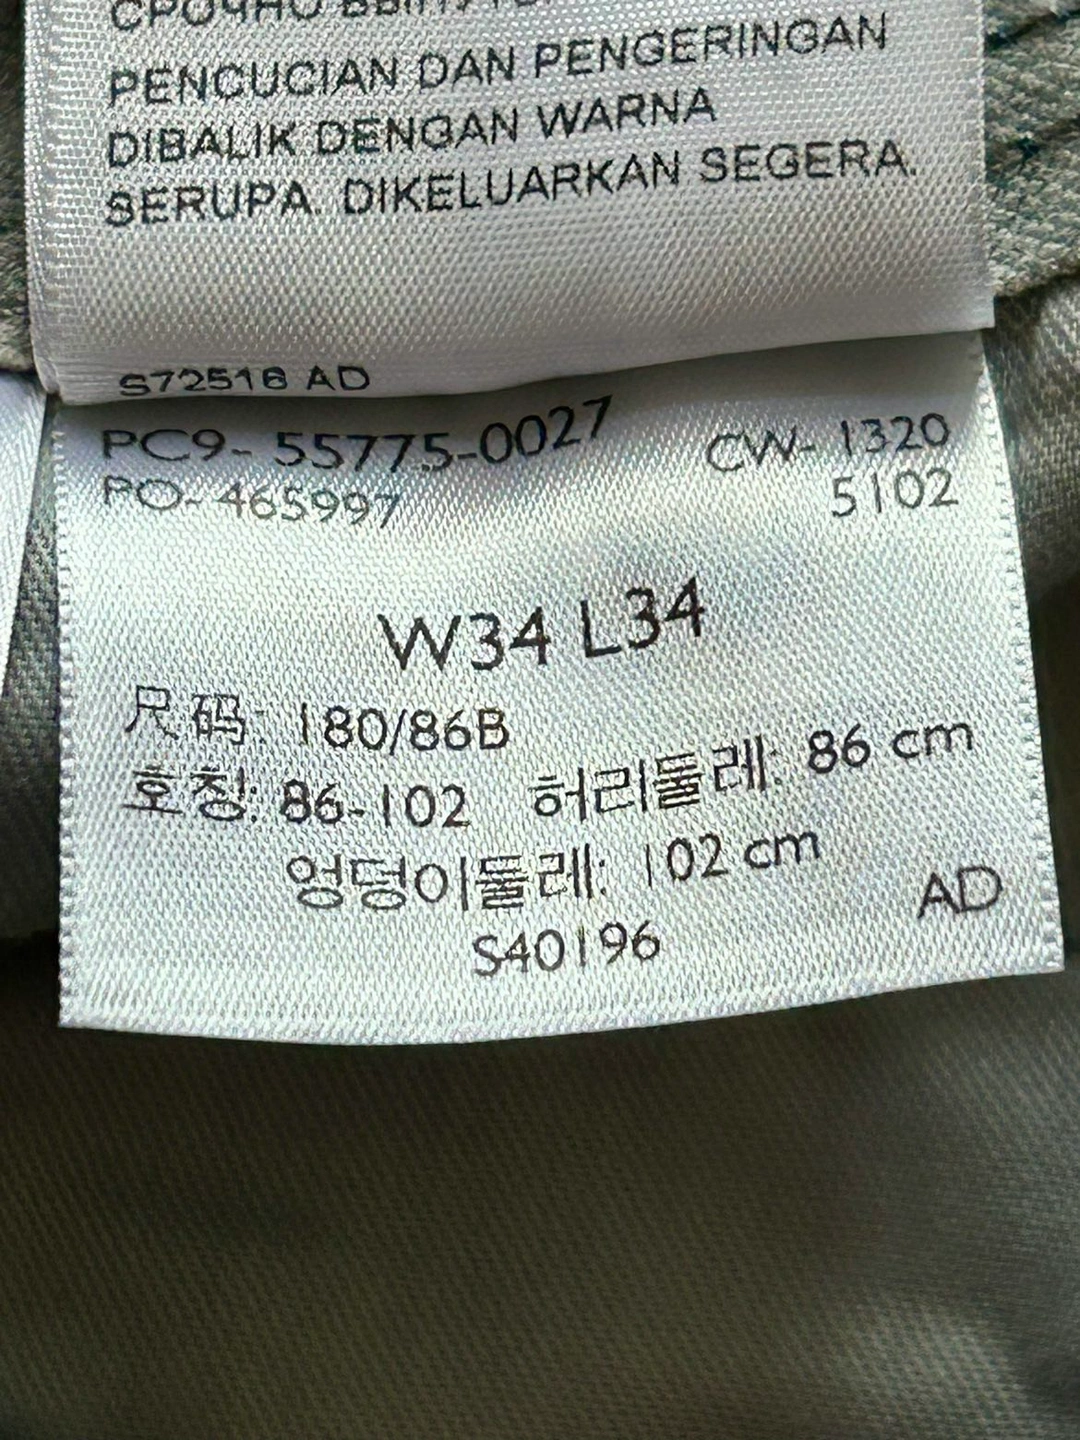 СРОЧНО
PENCUCIAN DAN PENGERINGAN
DIBALIK DENGAN WARNA
SERUPA. DIKELUARKAN SEGERA.
S72516 AD
PC9- 55775-0027 CW- 1320
PO- 465997 5102
W34 L34
尺码: 180/86B
호칭: 86-102 허리둘레: 86 cm
엉덩이둘레: 102 cm
AD
S40196